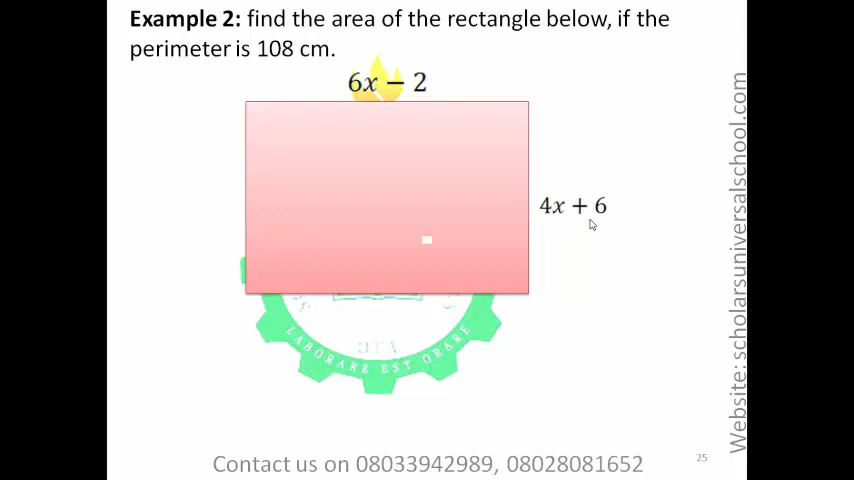 Example 2: find the area of the rectangle below, if the
perimeter is 108 cm.
6x − 2
4x + 6
LABORARE EST ORARE
Contact us on 08033942989, 08028081652
25
Website: scholarsuniversalschool.com